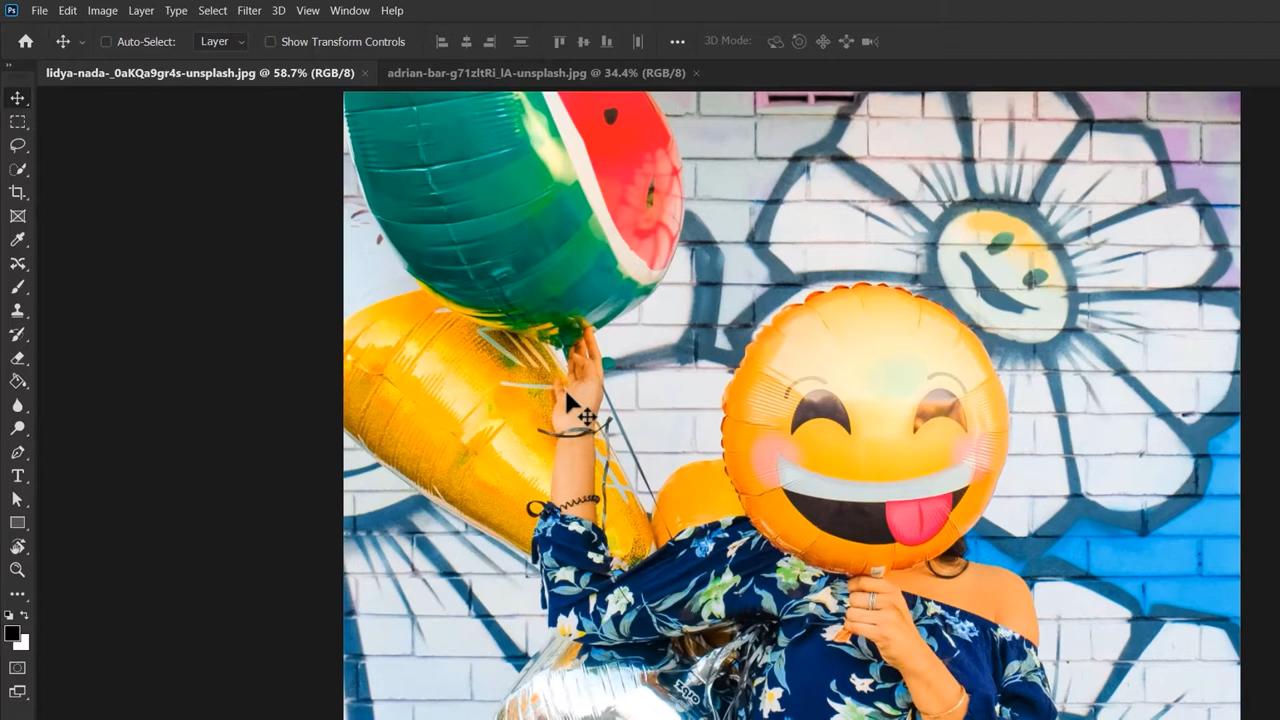 Ps File Edit Image Layer Type Select Filter 3D View Window Help
Auto-Select: Layer Show Transform Controls 3D Mode:
lidya-nada-_0aKQa9gr4s-unsplash.jpg @ 58.7% (RGB/8) × adrian-bar-g71zltRi_lA-unsplash.jpg @ 34.4% (RGB/8) ×